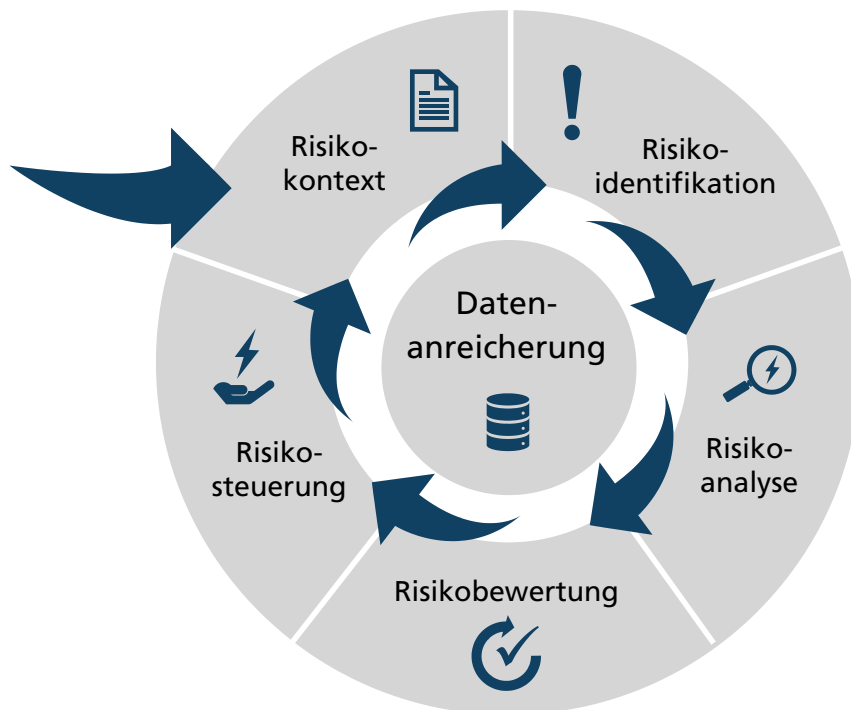 Risiko-
kontext
Risiko-
identifikation
Risiko-
analyse
Risikobewertung
Risiko-
steuerung
Daten-
anreicherung